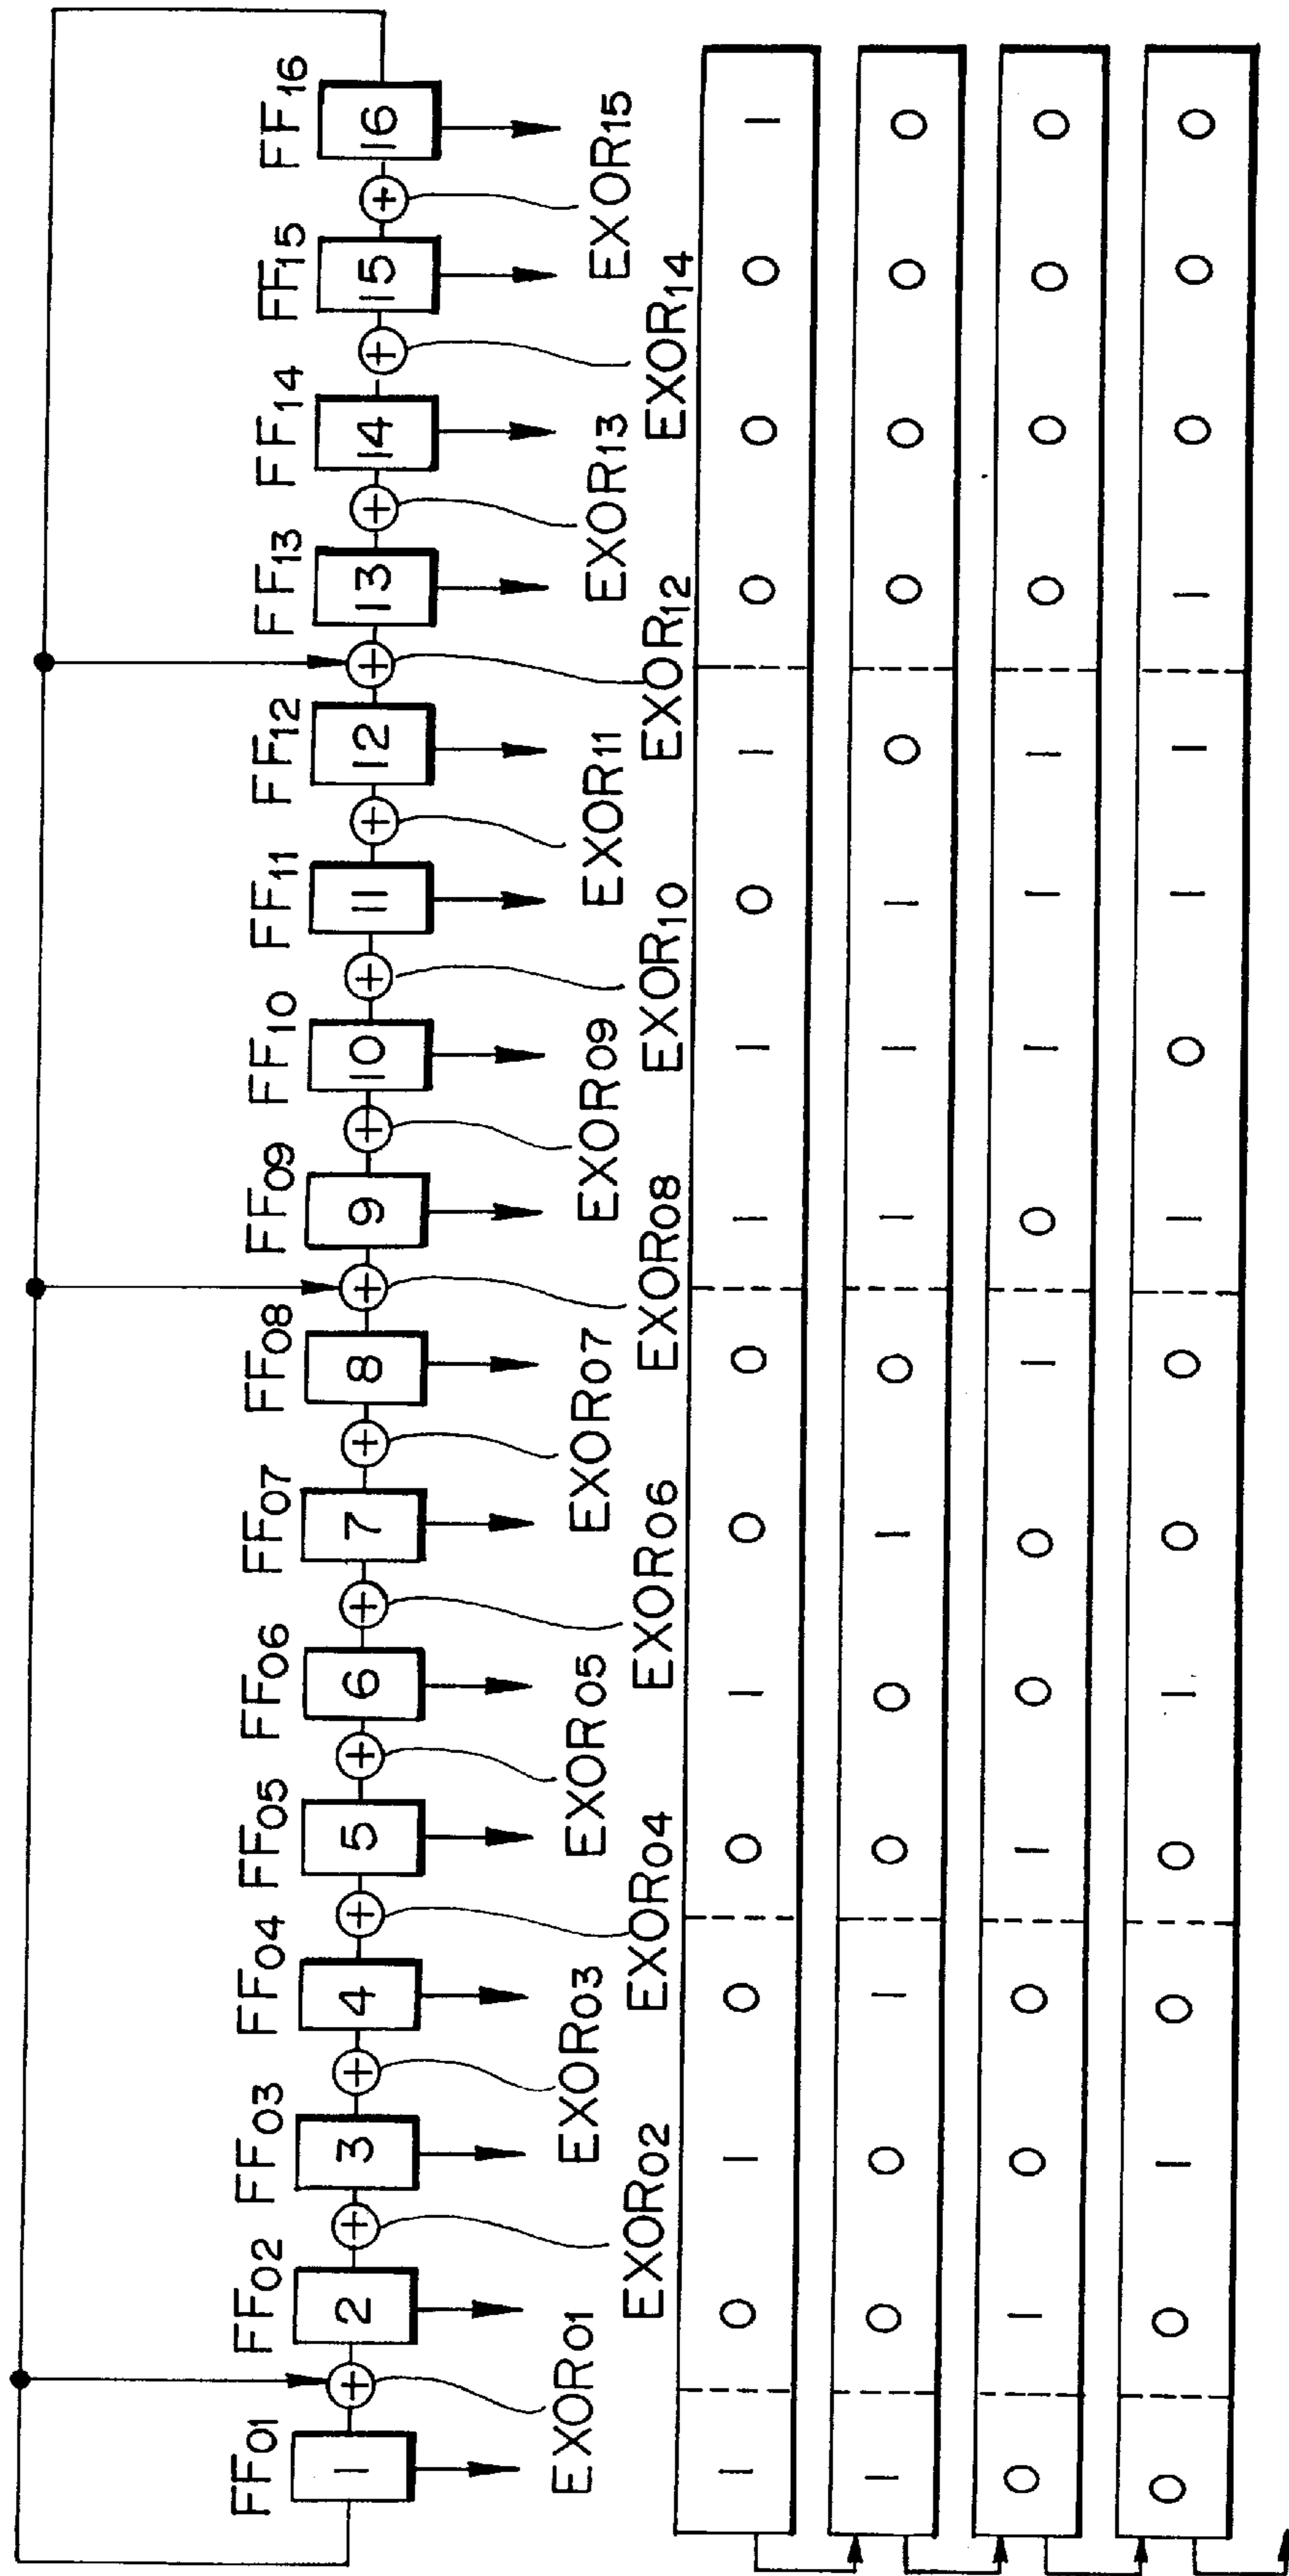 FF01 FF02 FF03 FF04 FF05 FF06 FF07 FF08 FF09 FF10 FF11 FF12 FF13 FF14 FF15 FF16
1 2 3 4 5 6 7 8 9 10 11 12 13 14 15 16
EXOR01 EXOR03 EXOR05 EXOR07 EXOR09 EXOR11 EXOR13 EXOR15
EXOR02 EXOR04 EXOR06 EXOR08 EXOR10 EXOR12 EXOR14
1 0 1 0 0 1 0 0 1 1 0 1 0 0 0 1
1 0 0 1 0 0 1 0 1 1 1 0 0 0 0 0
0 1 0 0 1 0 0 1 0 1 1 1 0 0 0 0
0 0 1 0 0 1 0 0 1 0 1 1 1 0 0 0